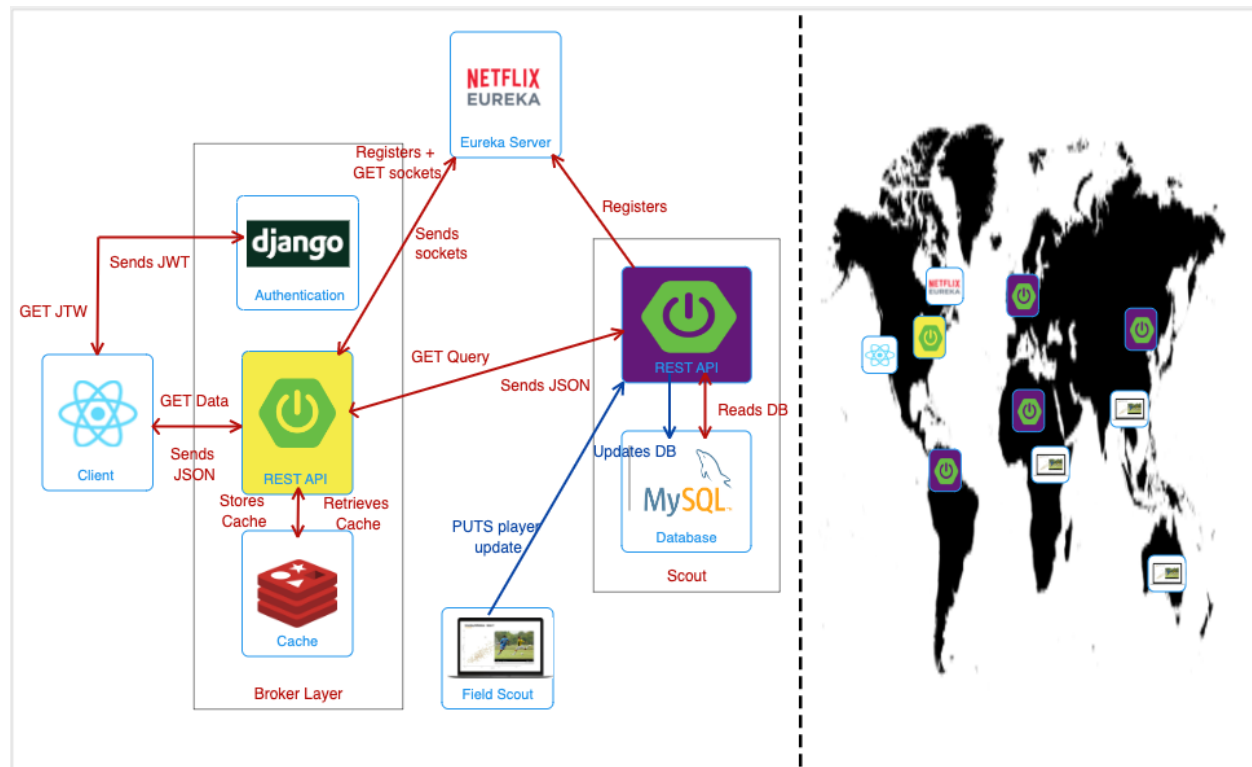 NETFLIX
EUREKA
Eureka Server
Registers +
GET sockets
Registers
django
Authentication
Sends JWT
Sends
sockets
GET JTW
REST API
GET Query
Sends JSON
GET Data
Client
Sends
JSON
REST API
Reads DB
Updates DB
Stores
Cache
Retrieves
Cache
MySQL
Database
PUTS player
update
Scout
Cache
Field Scout
Broker Layer
NETFLIX
EUREKA